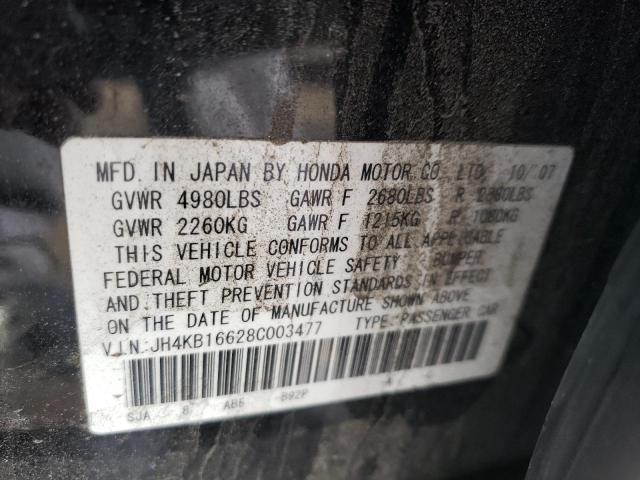 MFD. IN JAPAN BY HONDA MOTOR CO., LTD. 10/'07
GVWR 4980LBS GAWR F 2680LBS R 2380LBS
GVWR 2260KG GAWR F 1215KG R 1080KG
THIS VEHICLE CONFORMS TO ALL APPLICABLE
FEDERAL MOTOR VEHICLE SAFETY, BUMPER,
AND THEFT PREVENTION STANDARDS IN EFFECT
ON THE DATE OF MANUFACTURE SHOWN ABOVE
V.I.N.:JH4KB16628C003477 TYPE: PASSENGER CAR
SJA 8 B92P